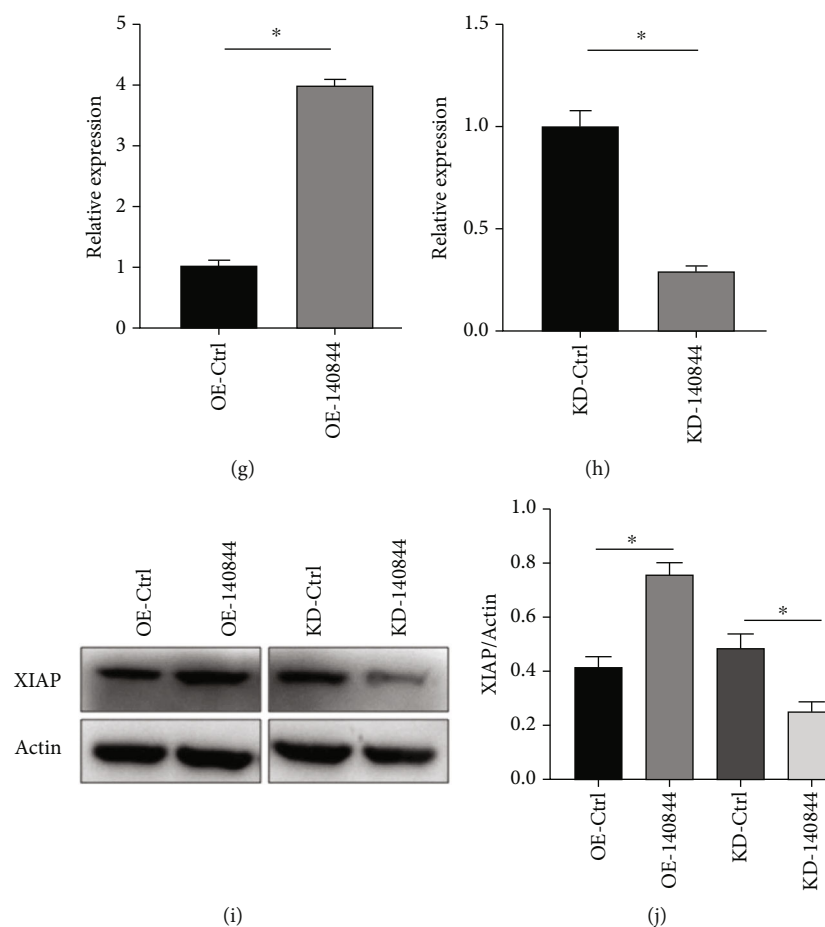 Relative expression
5
4
3
2
1
0
*
OE-Ctrl
OE-140844
(g)
Relative expression
1.5
1.0
0.5
0.0
*
KD-Ctrl
KD-140844
(h)
OE-Ctrl
OE-140844
KD-Ctrl
KD-140844
XIAP
Actin
(i)
XIAP/Actin
1.0
0.8
0.6
0.4
0.2
0.0
*
*
OE-Ctrl
OE-140844
KD-Ctrl
KD-140844
(j)